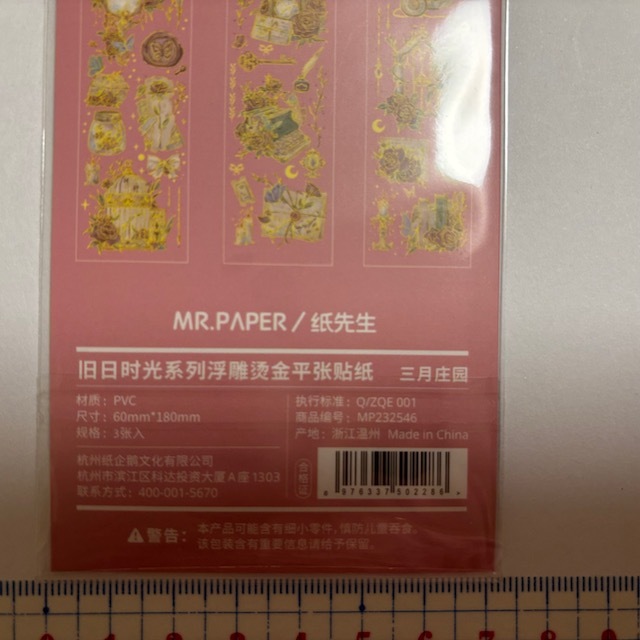 MR.PAPER / 纸先生
旧日时光系列浮雕烫金平张贴纸 三月庄园
材质：PVC
尺寸：60mm*180mm
规格：3张入
执行标准：Q/ZQE 001
商品编号：MP232546
产地：浙江温州 Made in China
杭州纸企鹅文化有限公司
杭州市滨江区科达投资大厦A座1303
联系方式：400-001-5670
合格证
警告：本产品可能含有细小零件，慎防儿童吞食。
该包装含有重要信息请给予保留。